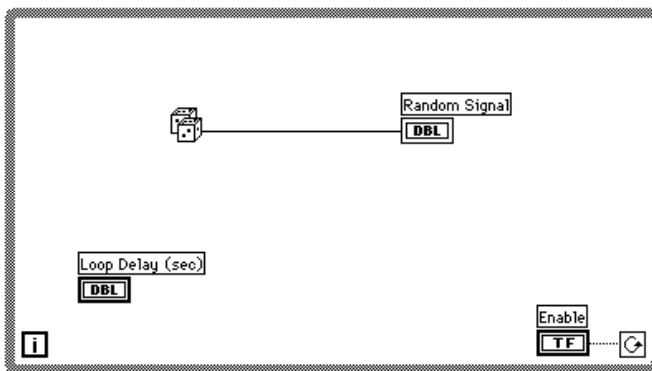 Random Signal
DBL
Loop Delay (sec)
DBL
Enable
TF
i